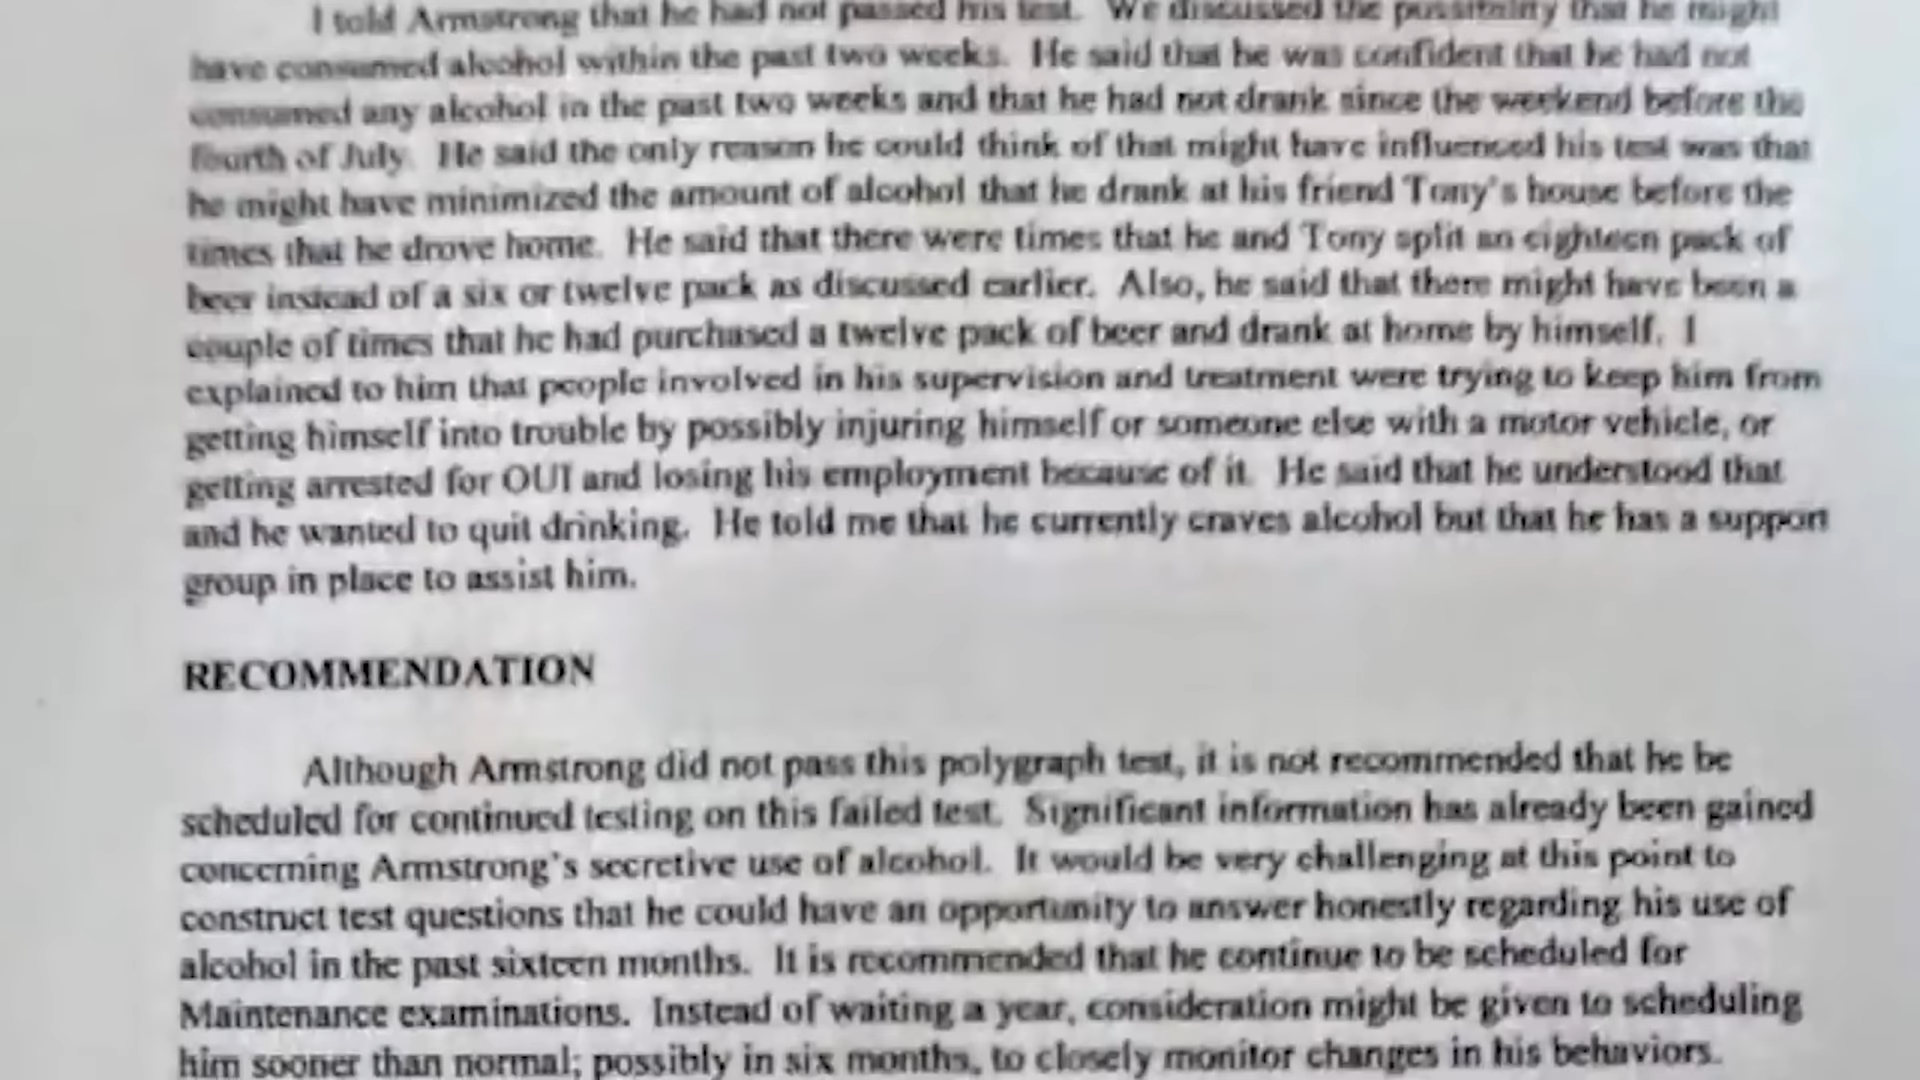 I told Armstrong that he had not passed his test. We discussed the possibility that he might
have consumed alcohol within the past two weeks. He said that he was confident that he had not
consumed any alcohol in the past two weeks and that he had not drank since the weekend before the
fourth of July. He said the only reason he could think of that might have influenced his test was that
he might have minimized the amount of alcohol that he drank at his friend Tony's house before the
times that he drove home. He said that there were times that he and Tony split an eighteen pack of
beer instead of a six or twelve pack as discussed earlier. Also, he said that there might have been a
couple of times that he had purchased a twelve pack of beer and drank at home by himself. I
explained to him that people involved in his supervision and treatment were trying to keep him from
getting himself into trouble by possibly injuring himself or someone else with a motor vehicle, or
getting arrested for OUI and losing his employment because of it. He said that he understood that
and he wanted to quit drinking. He told me that he currently craves alcohol but that he has a support
group in place to assist him.
RECOMMENDATION
Although Armstrong did not pass this polygraph test, it is not recommended that he be
scheduled for continued testing on this failed test. Significant information has already been gained
concerning Armstrong's secretive use of alcohol. It would be very challenging at this point to
construct test questions that he could have an opportunity to answer honestly regarding his use of
alcohol in the past sixteen months. It is recommended that he continue to be scheduled for
Maintenance examinations. Instead of waiting a year, consideration might be given to scheduling
him sooner than normal; possibly in six months, to closely monitor changes in his behaviors.